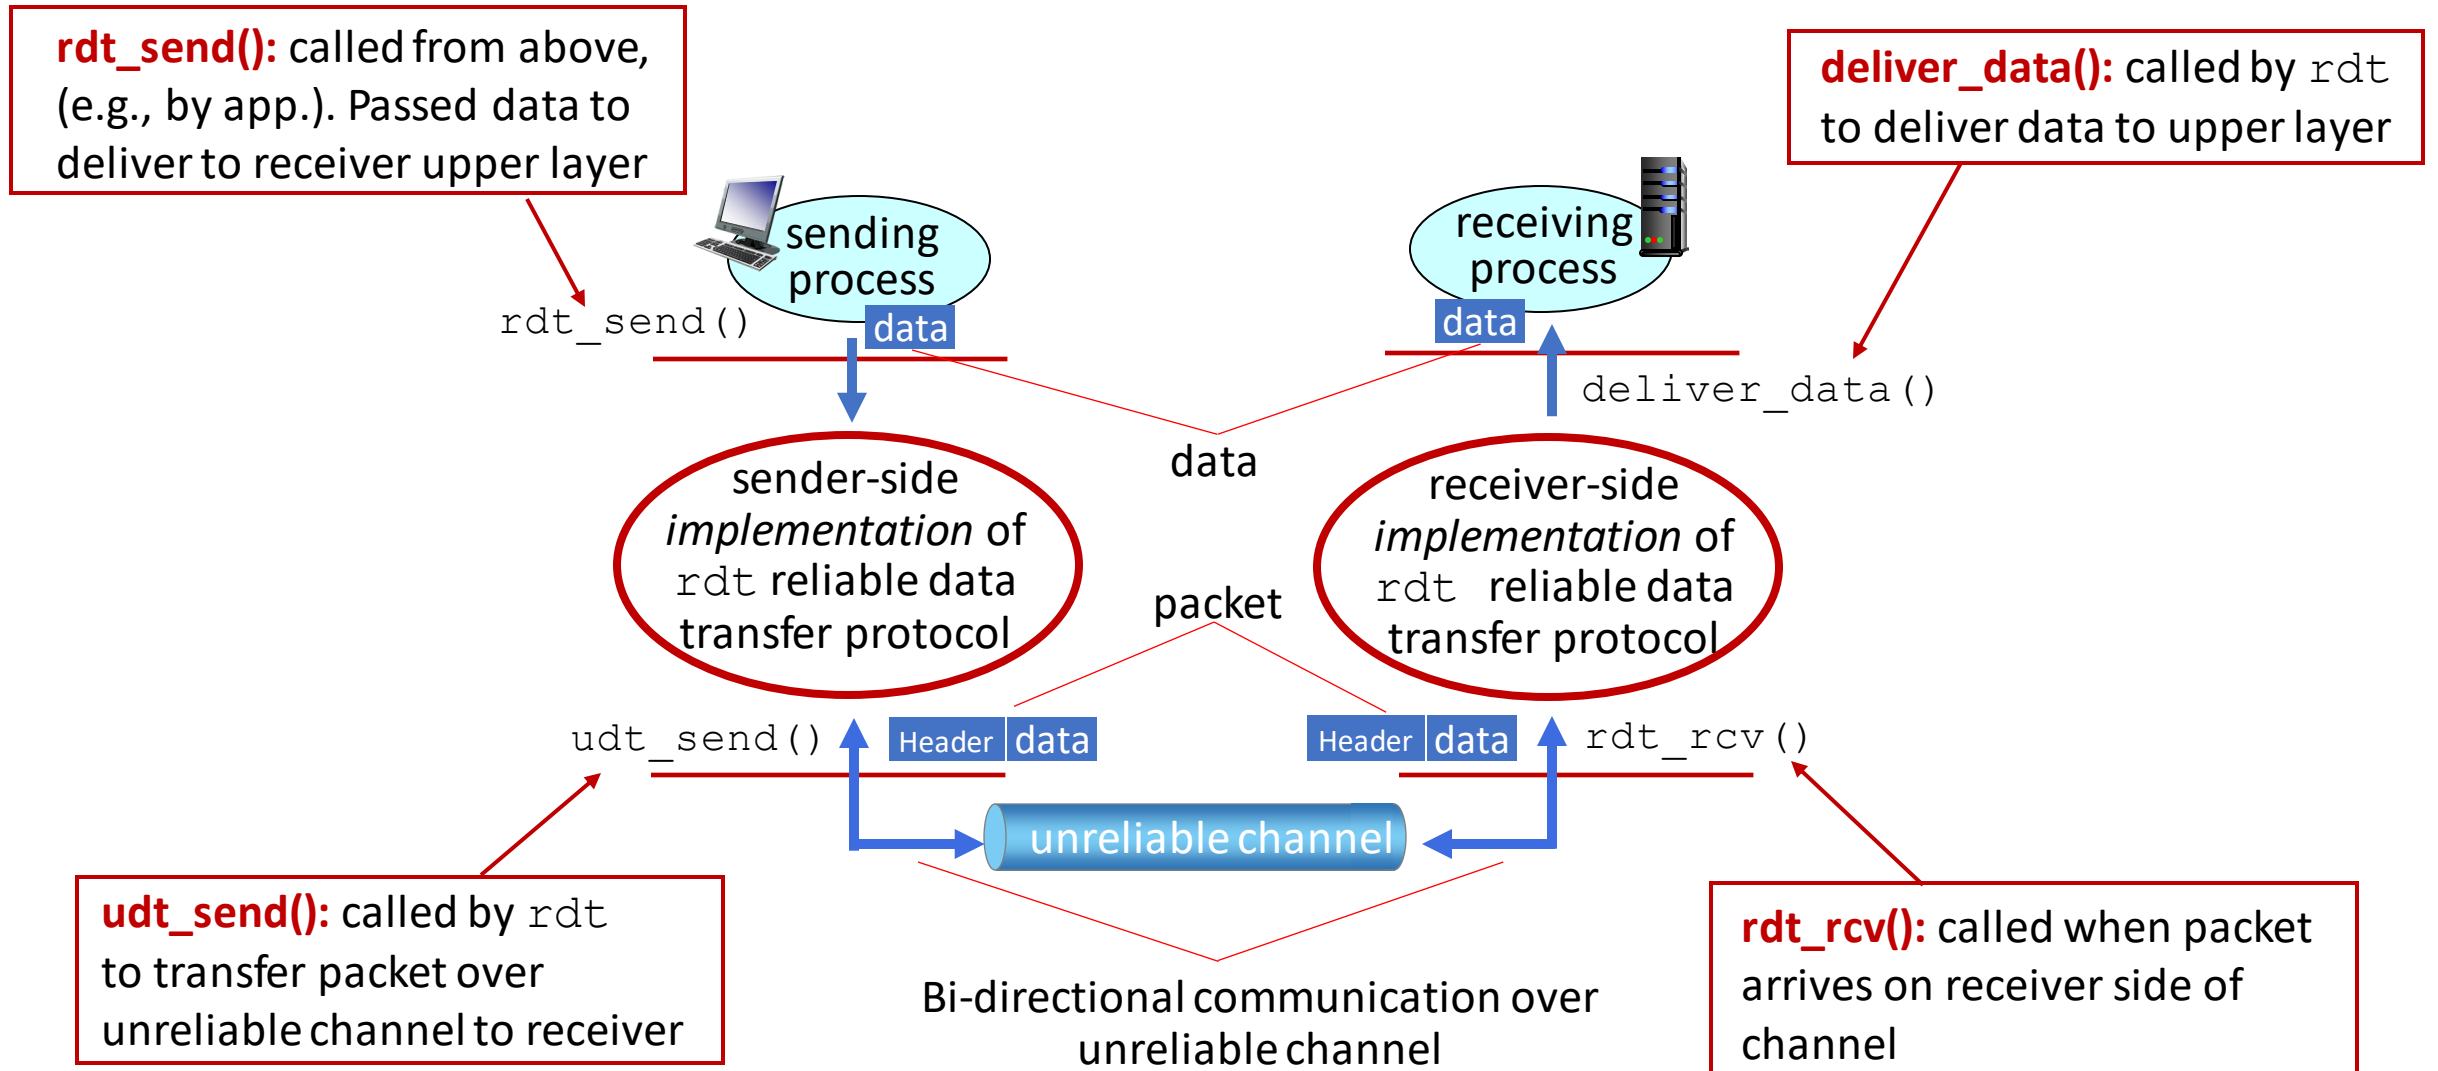 rdt_send(): called from above,
(e.g., by app.). Passed data to
deliver to receiver upper layer
deliver_data(): called by rdt
to deliver data to upper layer
sending
process
receiving
process
rdt_send()
data
data
deliver_data()
data
sender-side
implementation of
rdt reliable data
transfer protocol
receiver-side
implementation of
rdt reliable data
transfer protocol
packet
udt_send()
Header data
Header data
rdt_rcv()
unreliable channel
udt_send(): called by rdt
to transfer packet over
unreliable channel to receiver
Bi-directional communication over
unreliable channel
rdt_rcv(): called when packet
arrives on receiver side of
channel